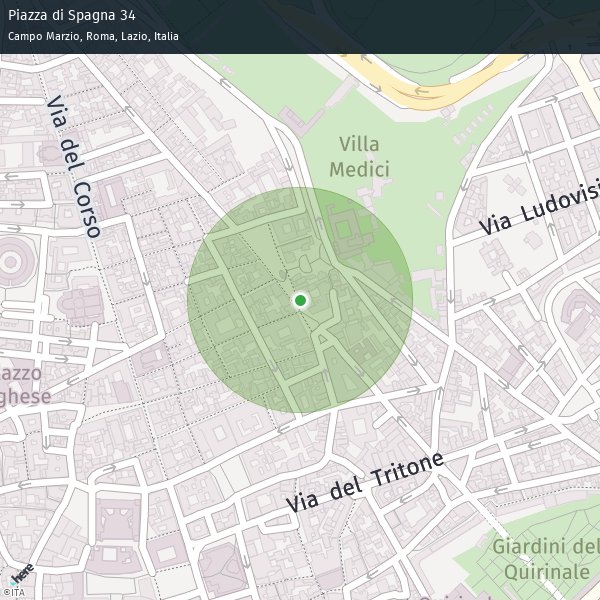 Piazza di Spagna 34
Campo Marzio, Roma, Lazio, Italia
Via del Corso
Villa
Medici
Via Ludovisi
azzo
ghese
Via del Tritone
Giardini del
Quirinale
here
©ITA